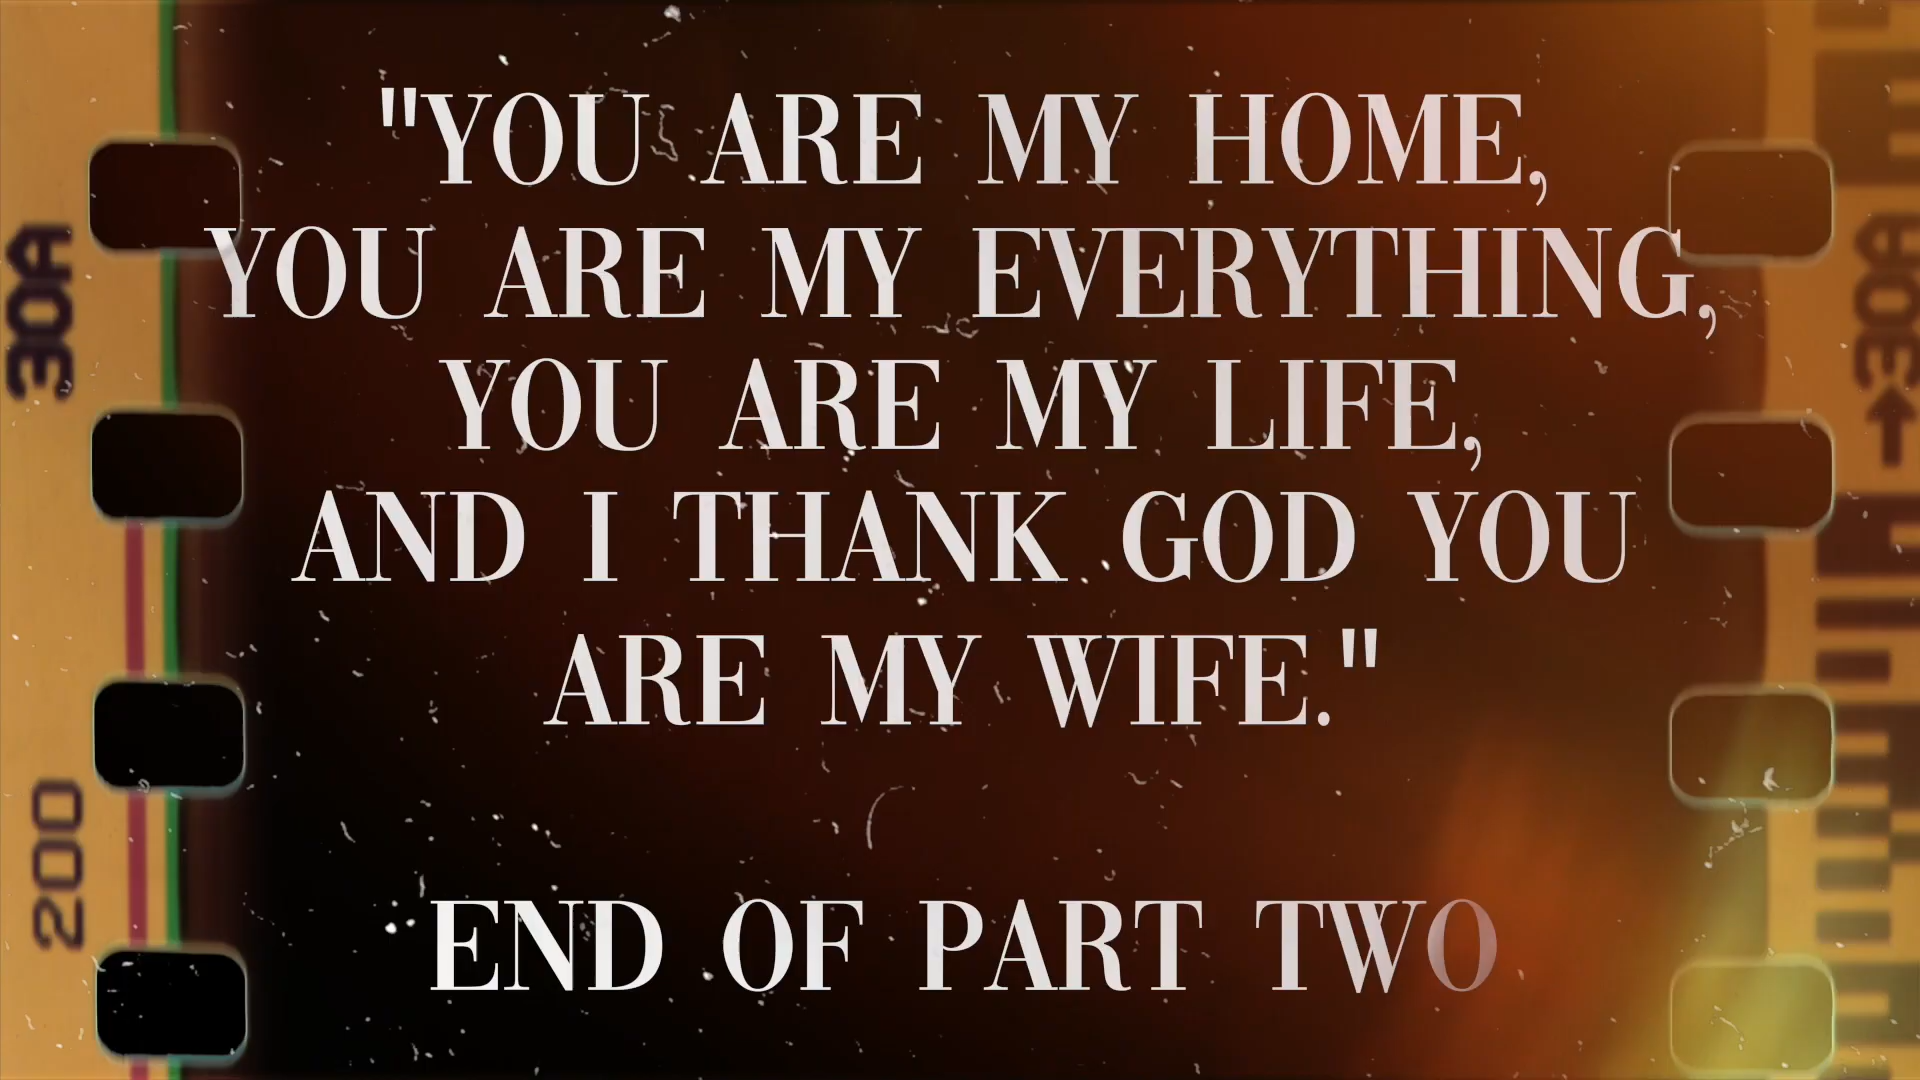 "YOU ARE MY HOME,
YOU ARE MY EVERYTHING,
YOU ARE MY LIFE,
AND I THANK GOD YOU
ARE MY WIFE."
END OF PART TWO
30A
200
30A